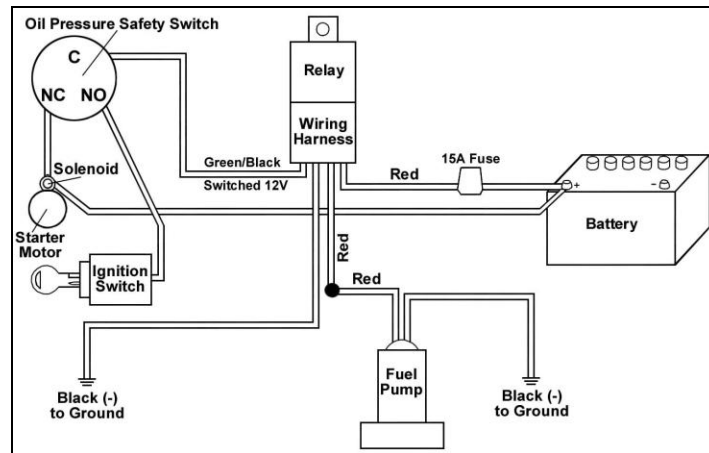 Oil Pressure Safety Switch
C
NC NO
Relay
Wiring
Harness
Green/Black
Switched 12V
Solenoid
Starter
Motor
Ignition
Switch
Red
15A Fuse
+ -
Battery
Red
Red
Fuel
Pump
Black (-)
to Ground
Black (-)
to Ground